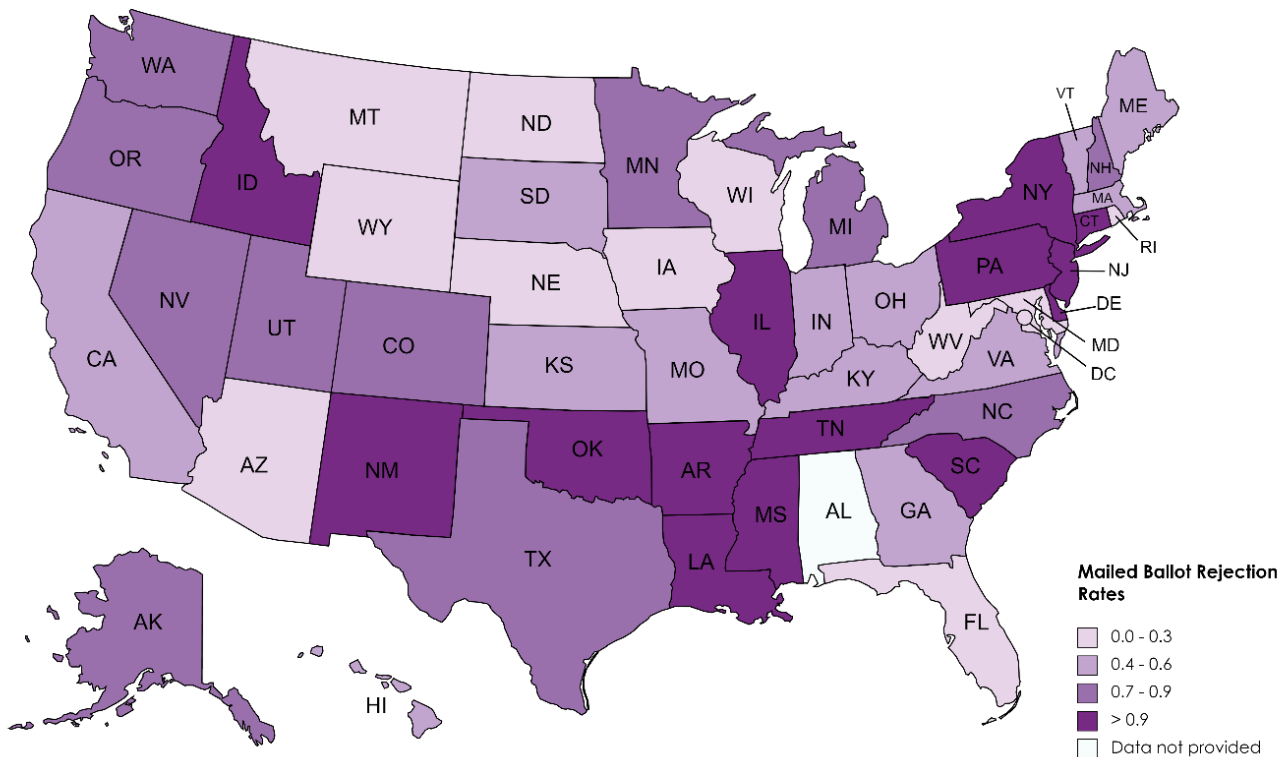 WA
MT
ND
MN
VT
ME
OR
ID
SD
WI
NH
NY
MA
WY
MI
CT
RI
IA
PA
NJ
NE
NV
OH
DE
UT
IL
IN
CO
WV
MD
CA
KS
MO
VA
KY
DC
NC
TN
OK
AZ
NM
AR
SC
MS
AL
GA
TX
LA
Mailed Ballot Rejection
Rates
FL
AK
0.0 - 0.3
0.4 - 0.6
0.7 - 0.9
HI
> 0.9
Data not provided